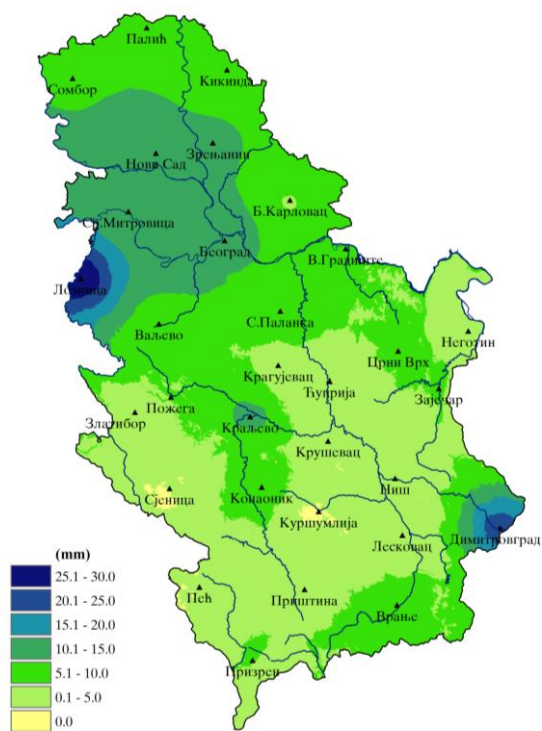 Палић
Сомбор
Кикинда
Зрењанин
Нови Сад
Б.Карловац
Ср.Митровица
Београд
В.Градиште
Лозница
Ваљево
С.Паланка
Неготин
Црни Врх
Крагујевац
Ћуприја
Зајечар
Пожега
Златибор
Краљево
Крушевац
Сјеница
Копаоник
Ниш
Куршумлија
Димитровград
Лесковац
Пећ
Приштина
Врање
Призрен
(mm)
25.1 - 30.0
20.1 - 25.0
15.1 - 20.0
10.1 - 15.0
5.1 - 10.0
0.1 - 5.0
0.0